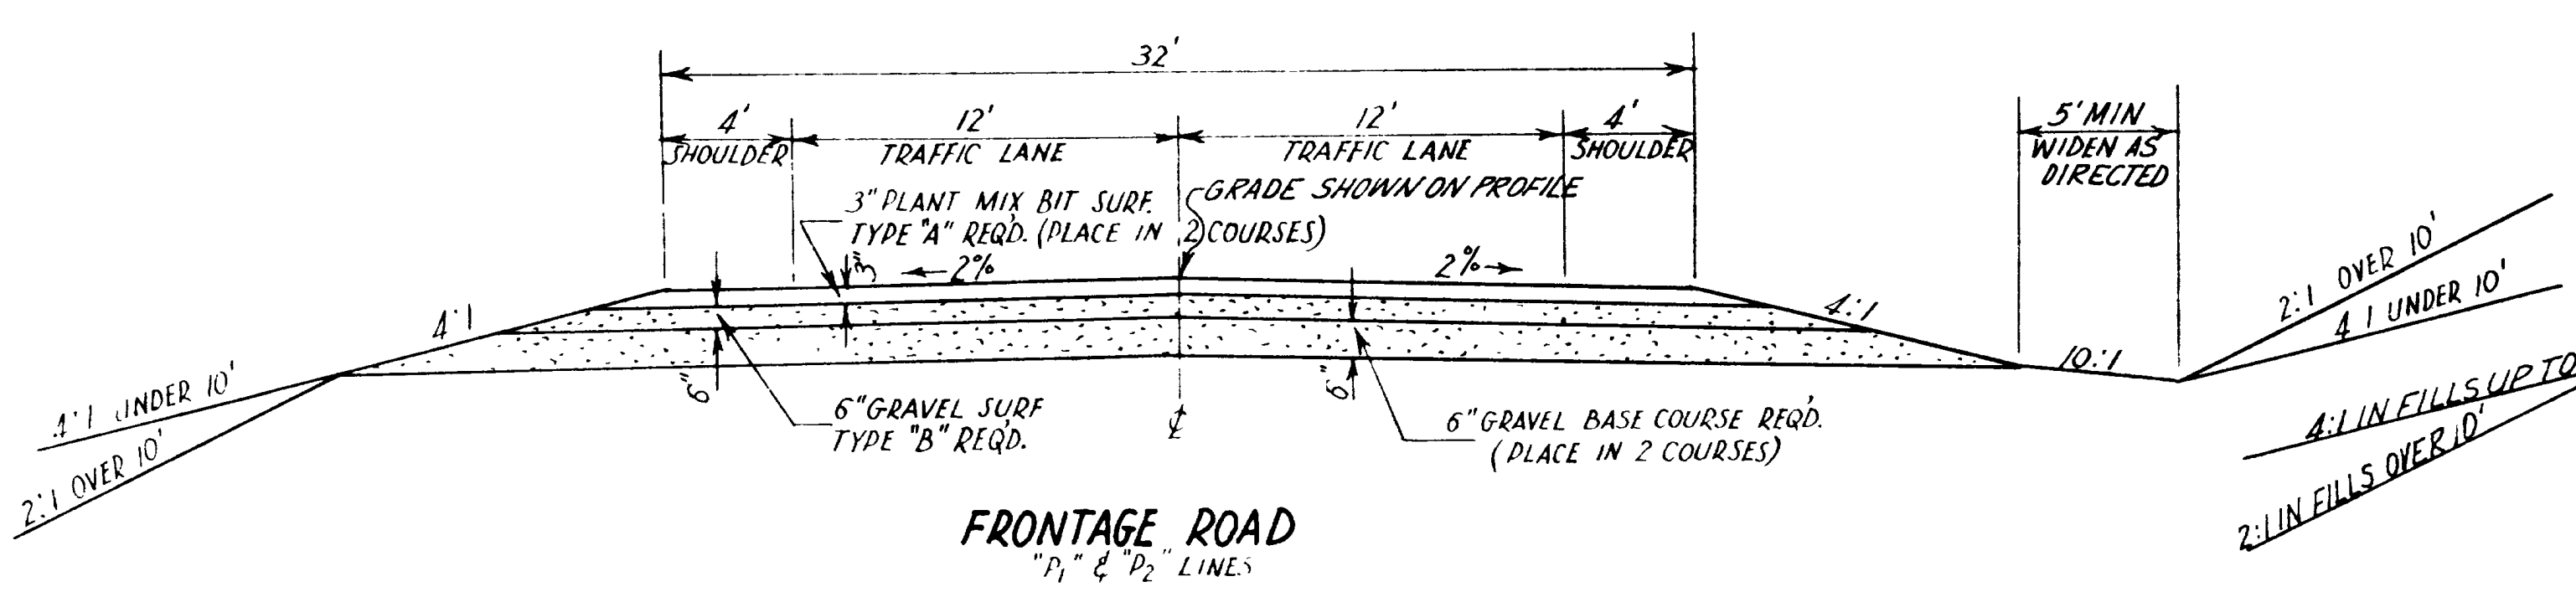 32'
4'
12'
12'
4'
5' MIN
SHOULDER
TRAFFIC LANE
TRAFFIC LANE
SHOULDER
WIDEN AS
DIRECTED
3" PLANT MIX BIT SURF.
TYPE "A" REQ'D. (PLACE IN 2 COURSES)
GRADE SHOWN ON PROFILE
3"
2%
2%
4:1
4:1
10:1
2:1 OVER 10'
4 1 UNDER 10'
4:1 UNDER 10'
2:1 OVER 10'
6"
6" GRAVEL SURF
TYPE "B" REQ'D.
℄
6"
6" GRAVEL BASE COURSE REQ'D.
(PLACE IN 2 COURSES)
4:1 IN FILLS UP TO
2:1 IN FILLS OVER 10'
FRONTAGE ROAD
"P₁" & "P₂" LINES